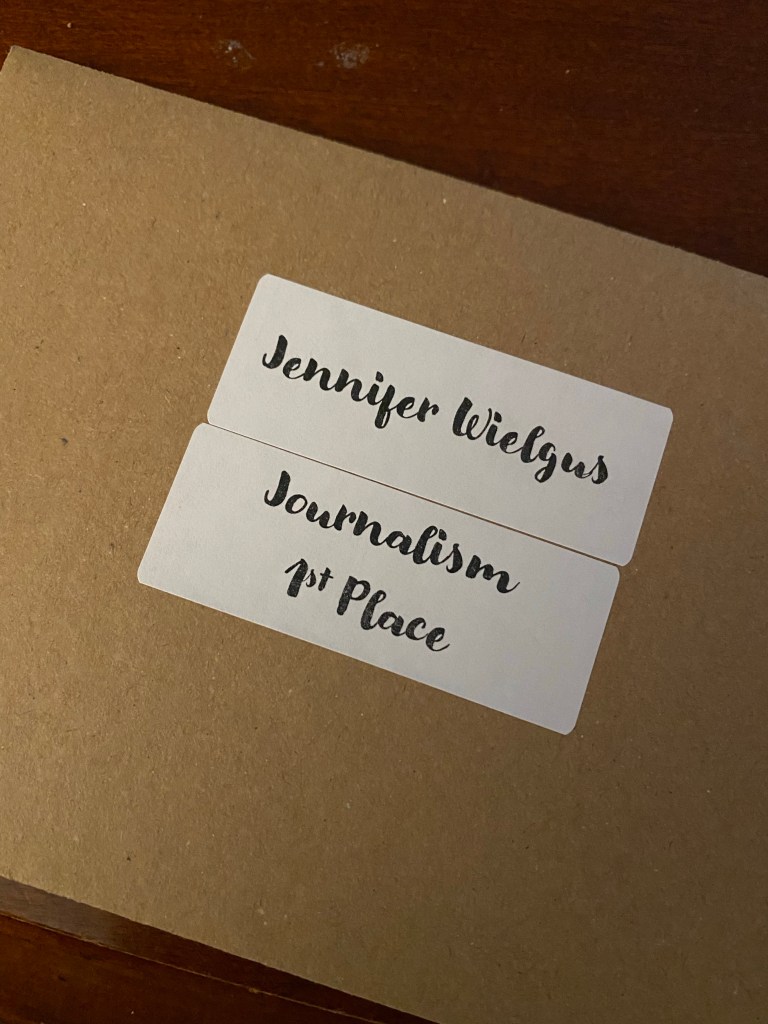 Jennifer Wielgus
Journalism
1st Place